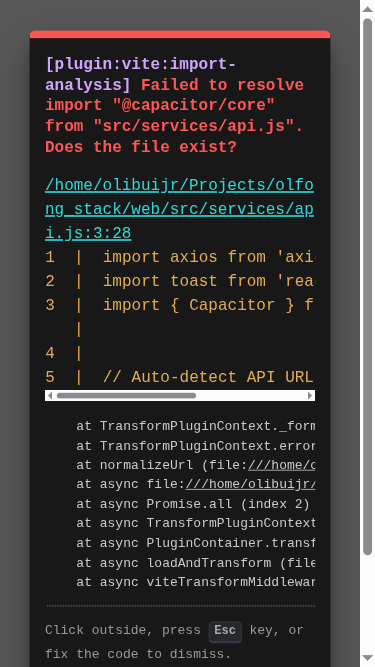 [plugin:vite:import-
analysis] Failed to resolve
import "@capacitor/core"
from "src/services/api.js".
Does the file exist?
/home/olibuijr/Projects/olfo
ng_stack/web/src/services/ap
i.js:3:28
1  |  import axios from 'axi
2  |  import toast from 'rea
3  |  import { Capacitor } f
   |
4  |
5  |  // Auto-detect API URL
at TransformPluginContext._form
at TransformPluginContext.error
at normalizeUrl (file:///home/o
at async file:///home/olibuijr/
at async Promise.all (index 2)
at async TransformPluginContext
at async PluginContainer.transf
at async loadAndTransform (file
at async viteTransformMiddlewar
Click outside, press Esc key, or
fix the code to dismiss.